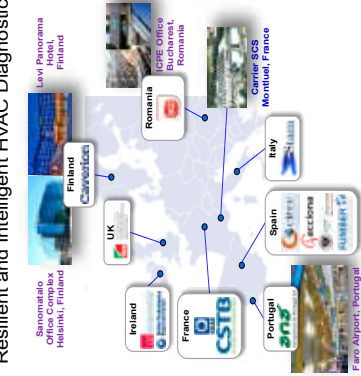 Resilient and Intelligent HVAC Diagnostic
Sanomatalo
Office Complex
Helsinki, Finland
Levi Panorama
Hotel,
Finland
ICPE Office
Bucharest,
Romania
Carrier SCS
Montluel, France
Finland
Caverion
Romania
UK
Ireland
Italy
France
CSTB
Spain
acciona
Portugal
ana
Faro Airport, Portugal